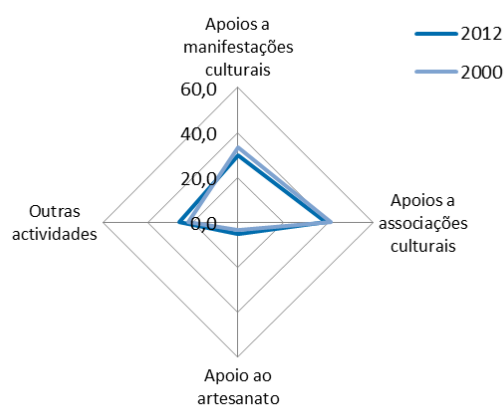 Apoios a
manifestações
culturais
2012
2000
60,0
40,0
20,0
0,0
Apoios a
associações
culturais
Outras
actividades
Apoio ao
artesanato